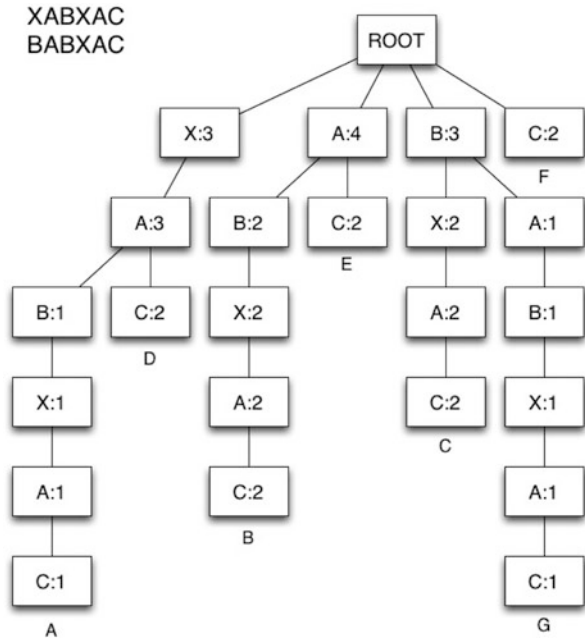 XABXAC
BABXAC
ROOT
X:3 A:4 B:3 C:2
F
A:3 B:2 C:2 X:2 A:1
E
B:1 C:2 X:2 A:2 B:1
D
X:1 A:2 C:2 X:1
C
A:1 C:2 A:1
B
C:1 C:1
A G